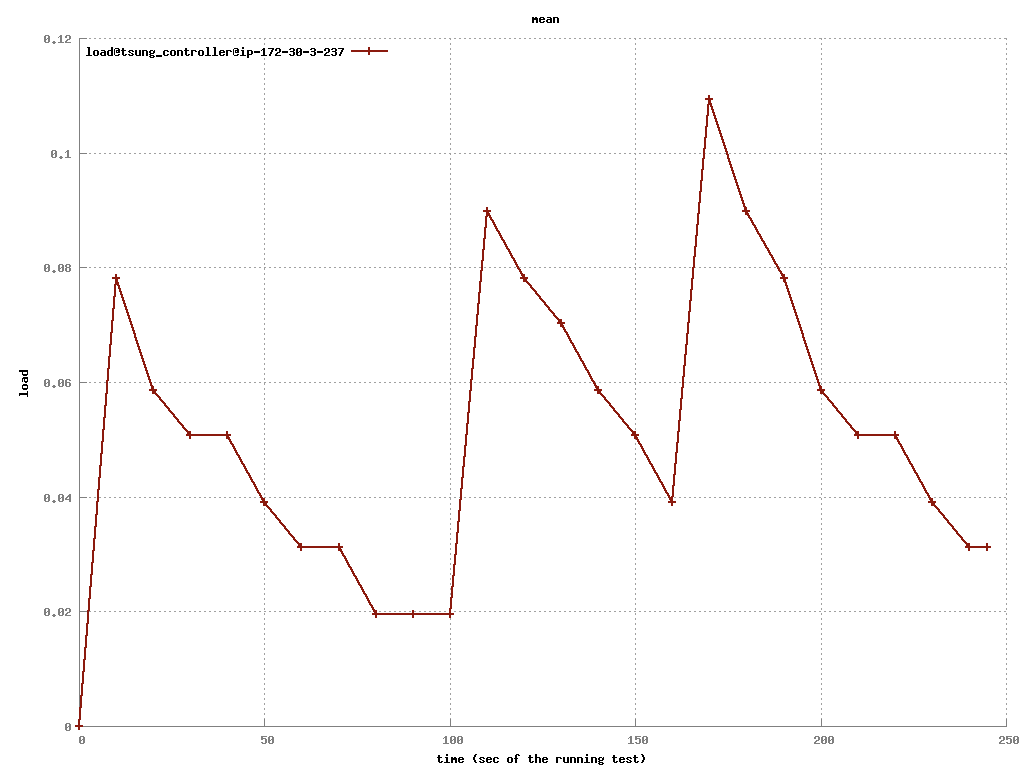 mean
load@tsung_controller@ip-172-30-3-237
0.12
0.1
0.08
0.06
0.04
0.02
0
load
0 50 100 150 200 250
time (sec of the running test)